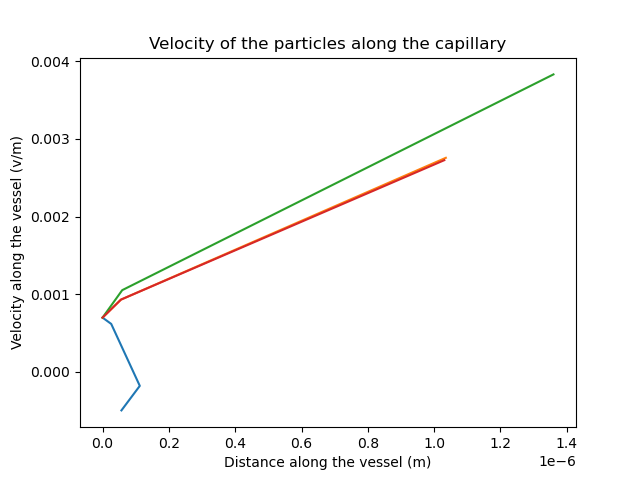 Velocity of the particles along the capillary
0.004
0.003
0.002
0.001
0.000
Velocity along the vessel (v/m)
0.0 0.2 0.4 0.6 0.8 1.0 1.2 1.4
Distance along the vessel (m)
1e−6